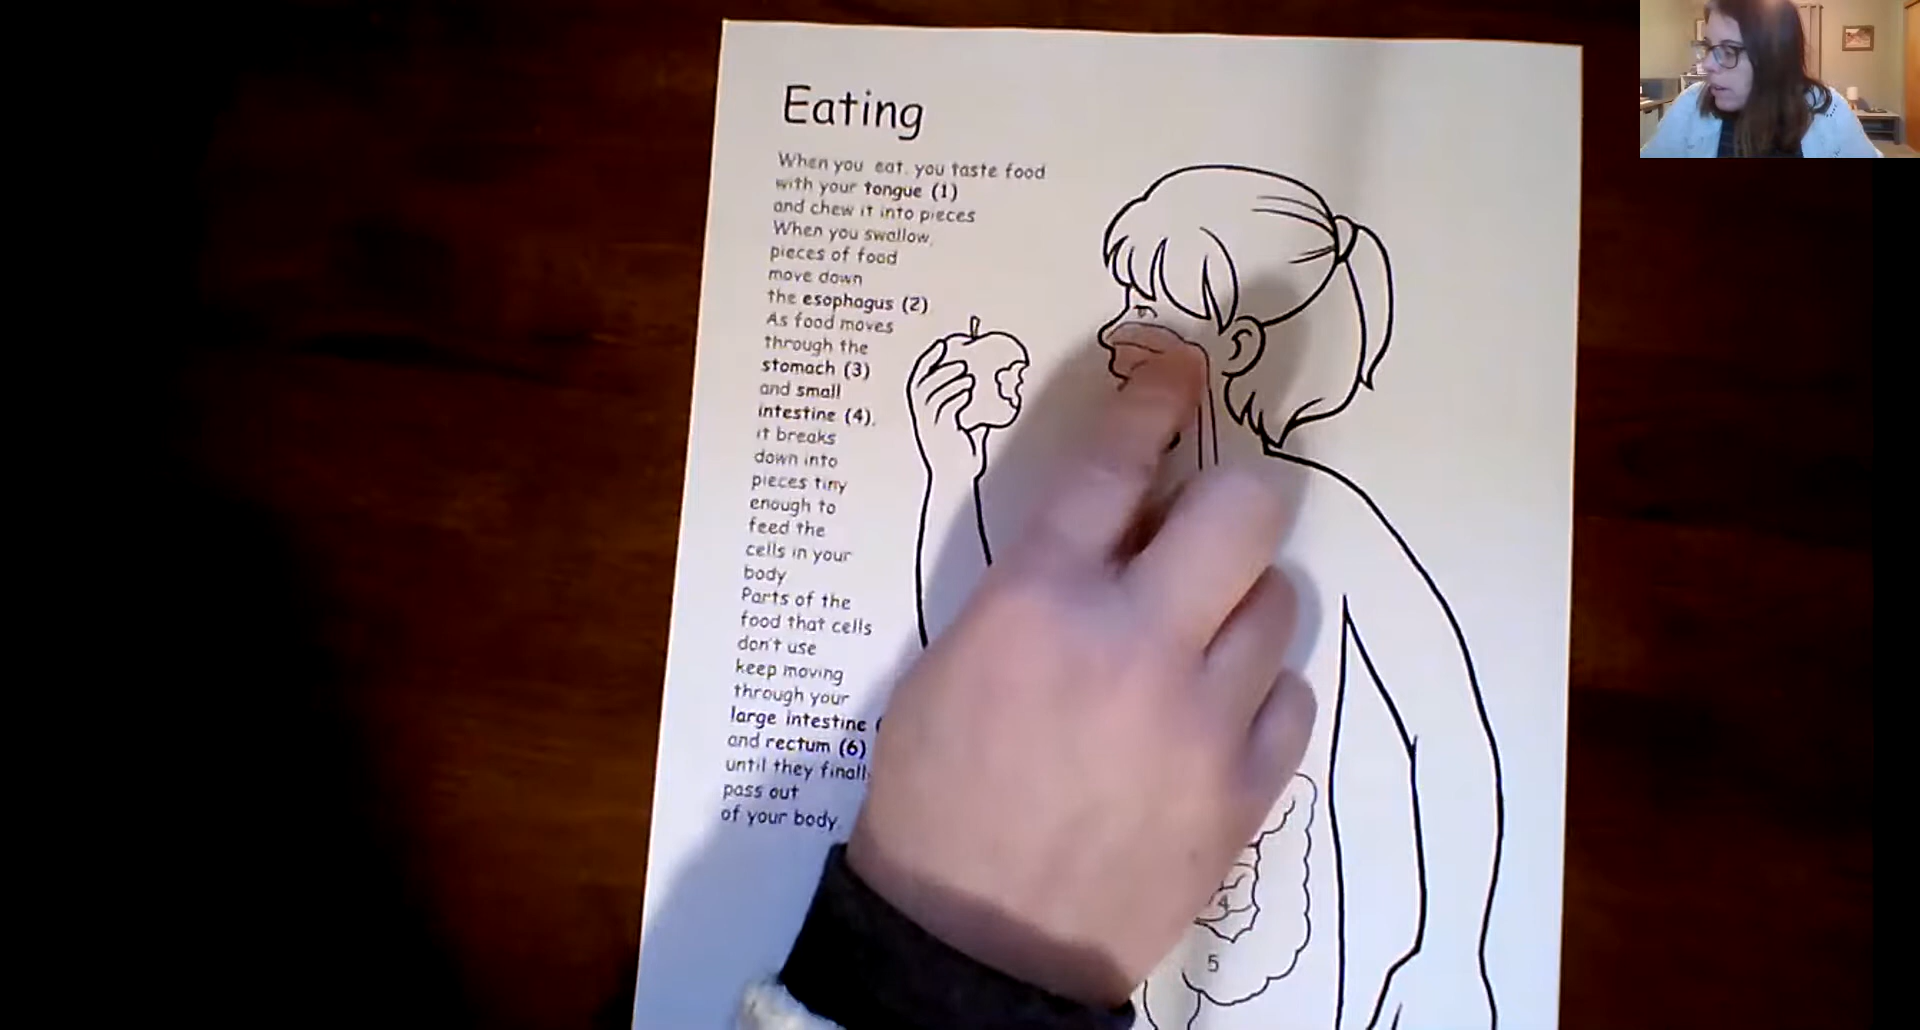 Eating
When you eat, you taste food
with your tongue (1)
and chew it into pieces
When you swallow,
pieces of food
move down
the esophagus (2)
As food moves
through the
stomach (3)
and small
intestine (4),
it breaks
down into
pieces tiny
enough to
feed the
cells in your
body
Parts of the
food that cells
don't use
keep moving
through your
large intestine (
and rectum (6)
until they finall
pass out
of your body.
4
5